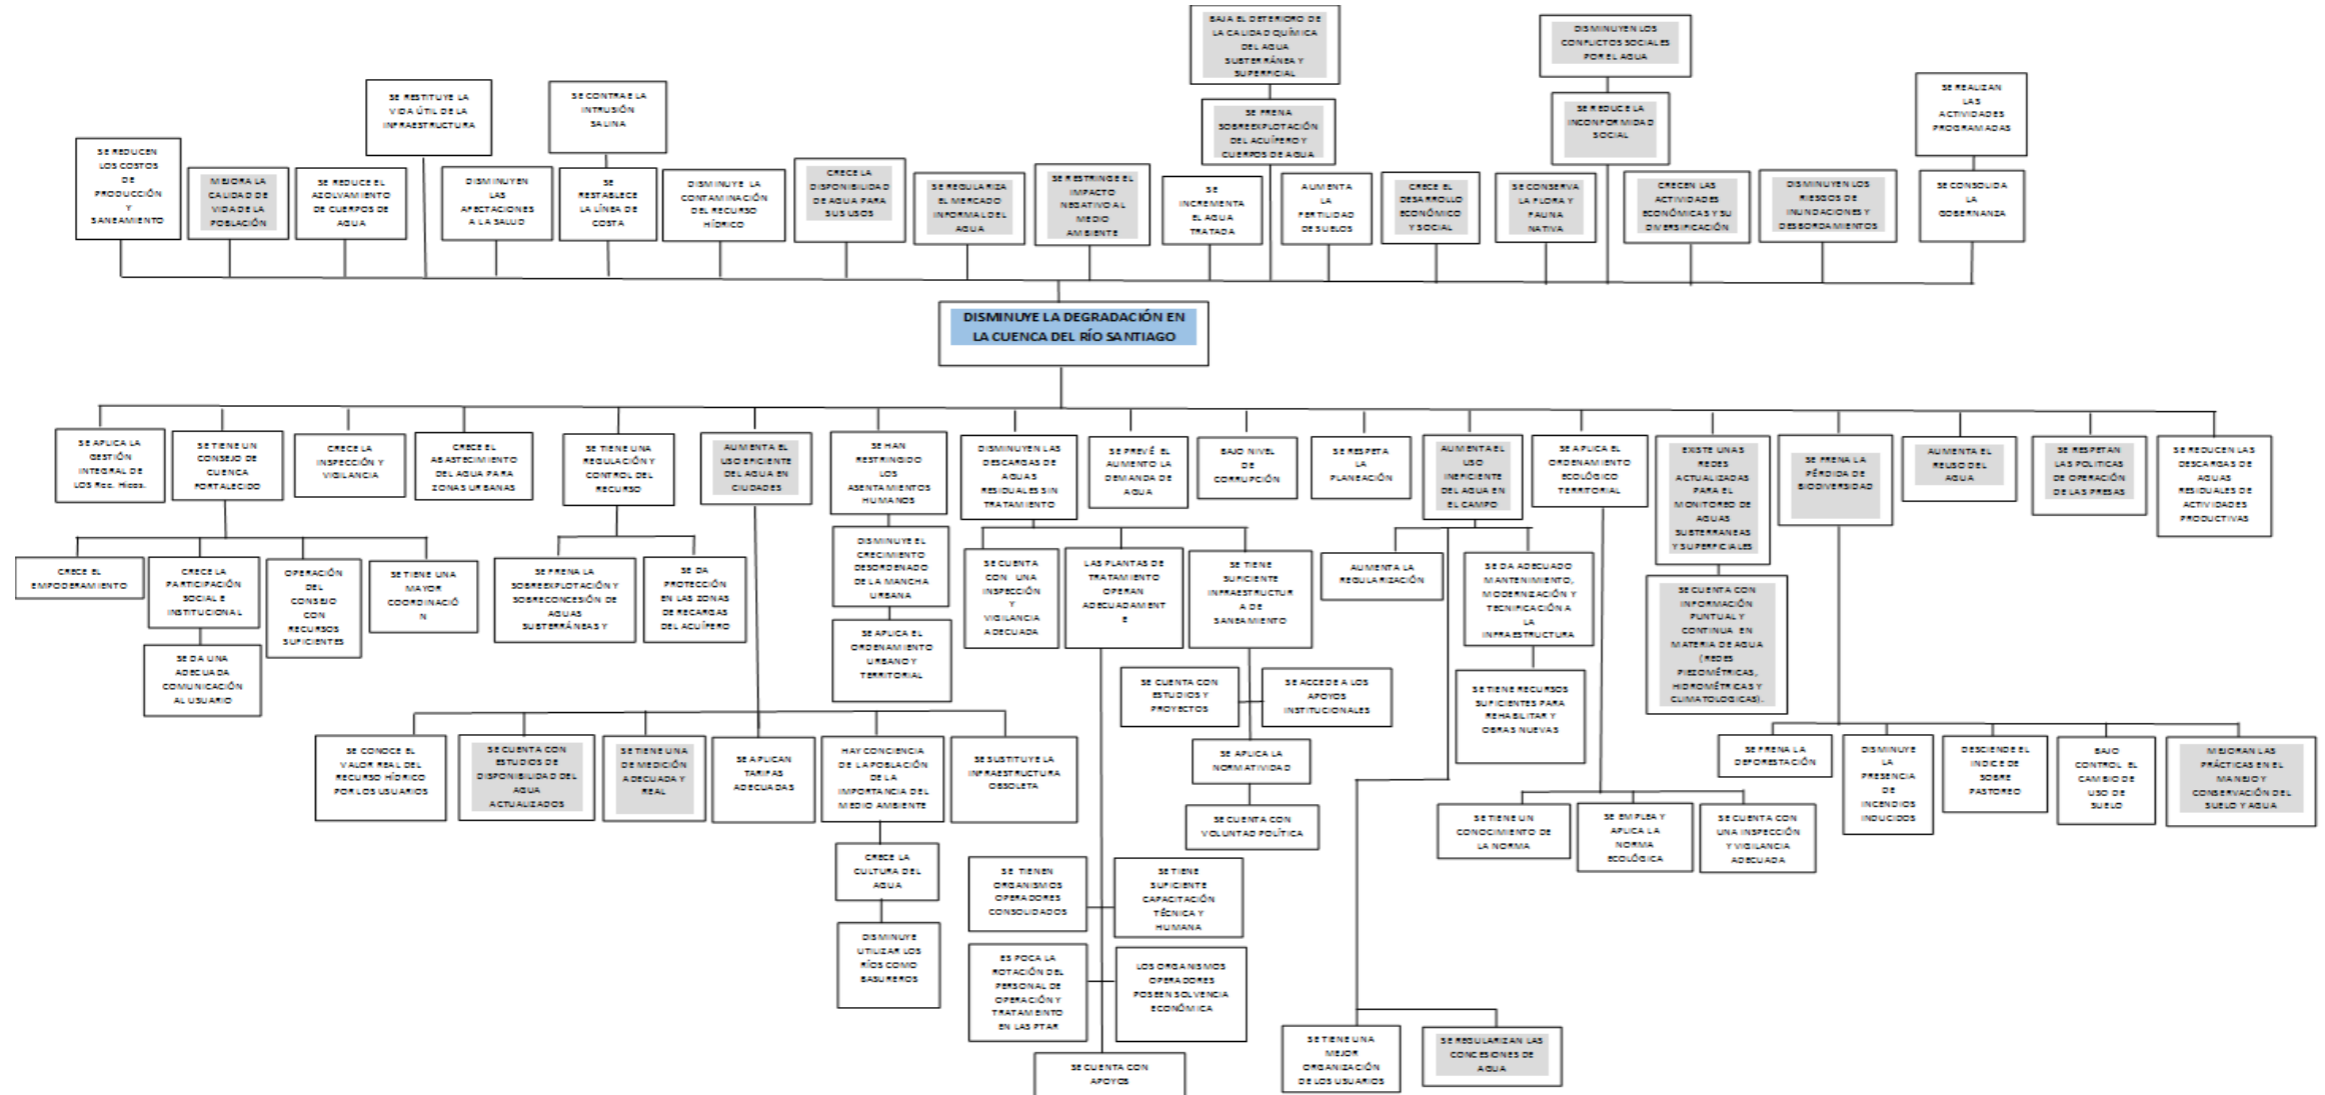 BAJA EL DETERIORO DE
LA CALIDAD QUÍMICA
DEL AGUA
SUBTERRÁNEA Y
SUPERFICIAL
DISMINUYEN LOS
CONFLICTOS SOCIALES
POR EL AGUA
SE RESTITUYE LA
VIDA ÚTIL DE LA
INFRAESTRUCTURA
SE CONTRAE LA
INTRUSIÓN
SALINA
SE FRENA
SOBREEXPLOTACIÓN
DEL ACUÍFERO Y
CUERPOS DE AGUA
SE REDUCE LA
INCONFORMIDAD
SOCIAL
SE REALIZAN
LAS
ACTIVIDADES
PROGRAMADAS
SE REDUCEN
LOS COSTOS
DE
PRODUCCIÓN
Y
SANEAMIENTO
MEJORA LA
CALIDAD DE
VIDA DE LA
POBLACIÓN
SE REDUCE EL
AZOLVAMIENTO
DE CUERPOS DE
AGUA
DISMINUYEN
LAS
AFECTACIONES
A LA SALUD
SE
RESTABLECE
LA LÍNEA DE
COSTA
DISMINUYE LA
CONTAMINACIÓN
DEL RECURSO
HÍDRICO
CRECE LA
DISPONIBILIDAD
DE AGUA PARA
SUS USOS
SE REGULARIZA
EL MERCADO
INFORMAL DEL
AGUA
SE RESTRINGE EL
IMPACTO
NEGATIVO AL
MEDIO
AMBIENTE
SE
INCREMENTA
EL AGUA
TRATADA
AUMENTA
LA
FERTILIDAD
DE SUELOS
CRECE EL
DESARROLLO
ECONÓMICO
Y SOCIAL
SE CONSERVA
LA FLORA Y
FAUNA
NATIVA
CRECEN LAS
ACTIVIDADES
ECONÓMICAS Y SU
DIVERSIFICACIÓN
DISMINUYEN LOS
RIESGOS DE
INUNDACIONES Y
DESBORDAMIENTOS
SE CONSOLIDA
LA
GOBERNANZA
DISMINUYE LA DEGRADACIÓN EN
LA CUENCA DEL RÍO SANTIAGO
SE APLICA LA
GESTIÓN
INTEGRAL DE
LOS Rec. Hicos.
SE TIENE UN
CONSEJO DE
CUENCA
FORTALECIDO
CRECE LA
INSPECCIÓN Y
VIGILANCIA
CRECE EL
ABASTECIMIENTO
DEL AGUA PARA
ZONAS URBANAS
SE TIENE UNA
REGULACIÓN Y
CONTROL DEL
RECURSO
AUMENTA EL
USO EFICIENTE
DEL AGUA EN
CIUDADES
SE HAN
RESTRINGIDO
LOS
ASENTAMIENTOS
HUMANOS
DISMINUYEN LAS
DESCARGAS DE
AGUAS
RESIDUALES SIN
TRATAMIENTO
SE PREVÉ EL
AUMENTO LA
DEMANDA DE
AGUA
BAJO NIVEL
DE
CORRUPCIÓN
SE RESPETA
LA
PLANEACIÓN
AUMENTA EL
USO
INEFICIENTE
DEL AGUA EN
EL CAMPO
SE APLICA EL
ORDENAMIENTO
ECOLÓGICO
TERRITORIAL
EXISTE UNAS
REDES
ACTUALIZADAS
PARA EL
MONITOREO DE
AGUAS
SUBTERRANEAS
Y SUPERFICIALES
SE FRENA LA
PÉRDIDA DE
BIODIVERSIDAD
AUMENTA EL
REUSO DEL
AGUA
SE RESPETAN
LAS POLITICAS
DE OPERACIÓN
DE LAS PRESAS
SE REDUCEN LAS
DESCARGAS DE
AGUAS
RESIDUALES DE
ACTIVIDADES
PRODUCTIVAS
CRECE EL
EMPODERAMIENTO
CRECE LA
PARTICIPACIÓN
SOCIAL E
INSTITUCIONAL
OPERACIÓN
DEL
CONSEJO
CON
RECURSOS
SUFICIENTES
SE TIENE UNA
MAYOR
COORDINACIÓ
N
SE FRENA LA
SOBREEXPLOTACIÓN Y
SOBRECONCESIÓN DE
AGUAS
SUBTERRÁNEAS Y
SE DA
PROTECCIÓN
EN LAS ZONAS
DE RECARGAS
DEL ACUÍFERO
DISMINUYE EL
CRECIMIENTO
DESORDENADO
DE LA MANCHA
URBANA
SE CUENTA
CON UNA
INSPECCIÓN
Y
VIGILANCIA
ADECUADA
LAS PLANTAS DE
TRATAMIENTO
OPERAN
ADECUADAMENT
E
SE TIENE
SUFICIENTE
INFRAESTRUCTUR
A DE
SANEAMIENTO
AUMENTA LA
REGULARIZACIÓN
SE DA ADECUADO
MANTENIMIENTO,
MODERNIZACIÓN Y
TECNIFICACIÓN A
LA
INFRAESTRUCTURA
SE CUENTA CON
INFORMACIÓN
PUNTUAL Y
CONTINUA EN
MATERIA DE AGUA
(REDES
PIEZOMÉTRICAS,
HIDROMÉTRICAS Y
CLIMATOLOGICAS).
SE DA UNA
ADECUADA
COMUNICACIÓN
AL USUARIO
SE APLICA EL
ORDENAMIENTO
URBANO Y
TERRITORIAL
SE CUENTA CON
ESTUDIOS Y
PROYECTOS
SE ACCEDE A LOS
APOYOS
INSTITUCIONALES
SE TIENE RECURSOS
SUFICIENTES PARA
REHABILITAR Y
OBRAS NUEVAS
SE CONOCE EL
VALOR REAL DEL
RECURSO HÍDRICO
POR LOS USUARIOS
SE CUENTA CON
ESTUDIOS DE
DISPONIBILIDAD DEL
AGUA
ACTUALIZADOS
SE TIENE UNA
DE MEDICIÓN
ADECUADA Y
REAL
SE APLICAN
TARIFAS
ADECUADAS
HAY CONCIENCIA
DE LA POBLACIÓN
DE LA
IMPORTANCIA DEL
MEDIO AMBIENTE
SE SUSTITUYE LA
INFRAESTRUCTURA
OBSOLETA
SE APLICA LA
NORMATIVIDAD
SE FRENA LA
DEFORESTACIÓN
DISMINUYE
LA
PRESENCIA
DE
INCENDIOS
INDUCIDOS
DESCIENDE EL
INDICE DE
SOBRE
PASTOREO
BAJO
CONTROL EL
CAMBIO DE
USO DE
SUELO
MEJORAN LAS
PRÁCTICAS EN EL
MANEJO Y
CONSERVACIÓN DEL
SUELO Y AGUA
SE CUENTA CON
VOLUNTAD POLÍTICA
SE TIENE UN
CONOCIMIENTO DE
LA NORMA
SE EMPLEA Y
APLICA LA
NORMA
ECOLÓGICA
SE CUENTA CON
UNA INSPECCIÓN
Y VIGILANCIA
ADECUADA
CRECE LA
CULTURA DEL
AGUA
SE TIENEN
ORGANISMOS
OPERADORES
CONSOLIDADOS
SE TIENE
SUFICIENTE
CAPACITACIÓN
TÉCNICA Y
HUMANA
DISMINUYE
UTILIZAR LOS
RÍOS COMO
BASUREROS
ES POCA LA
ROTACIÓN DEL
PERSONAL DE
OPERACIÓN Y
TRATAMEINTO
EN LAS PTAR
LOS ORGANISMOS
OPERADORES
POSEEN SOLVENCIA
ECONÓMICA
SE TIENE UNA
MEJOR
ORGANIZACIÓN
DE LOS USUARIOS
SE REGULARIZAN LAS
CONCESIONES DE
AGUA
SE CUENTA CON
APOYOS